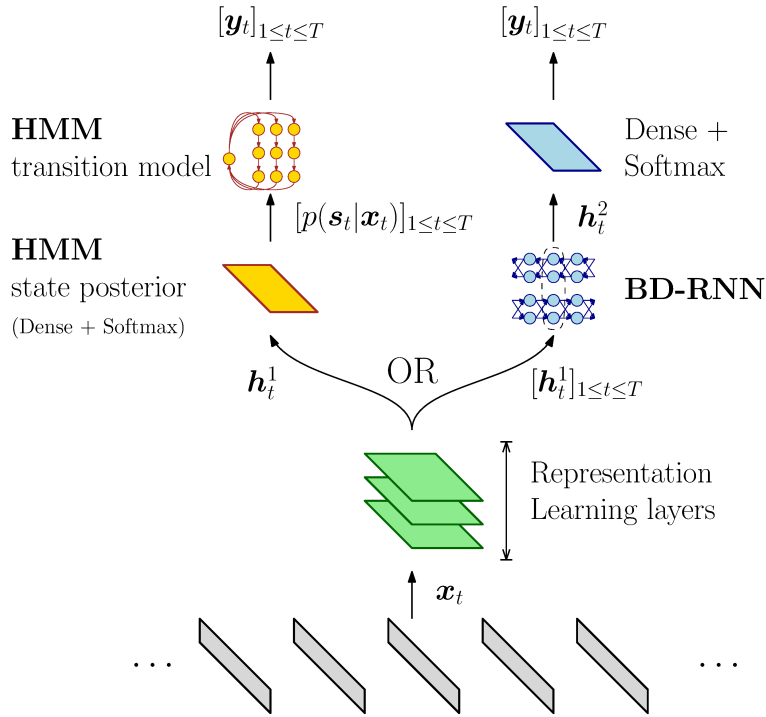 [y_t]_{1≤t≤T} [y_t]_{1≤t≤T}
HMM
transition model
Dense +
Softmax
[p(s_t|x_t)]_{1≤t≤T}
h_t^2
HMM
state posterior
(Dense + Softmax)
BD-RNN
OR
h_t^1
[h_t^1]_{1≤t≤T}
Representation
Learning layers
x_t
... ...